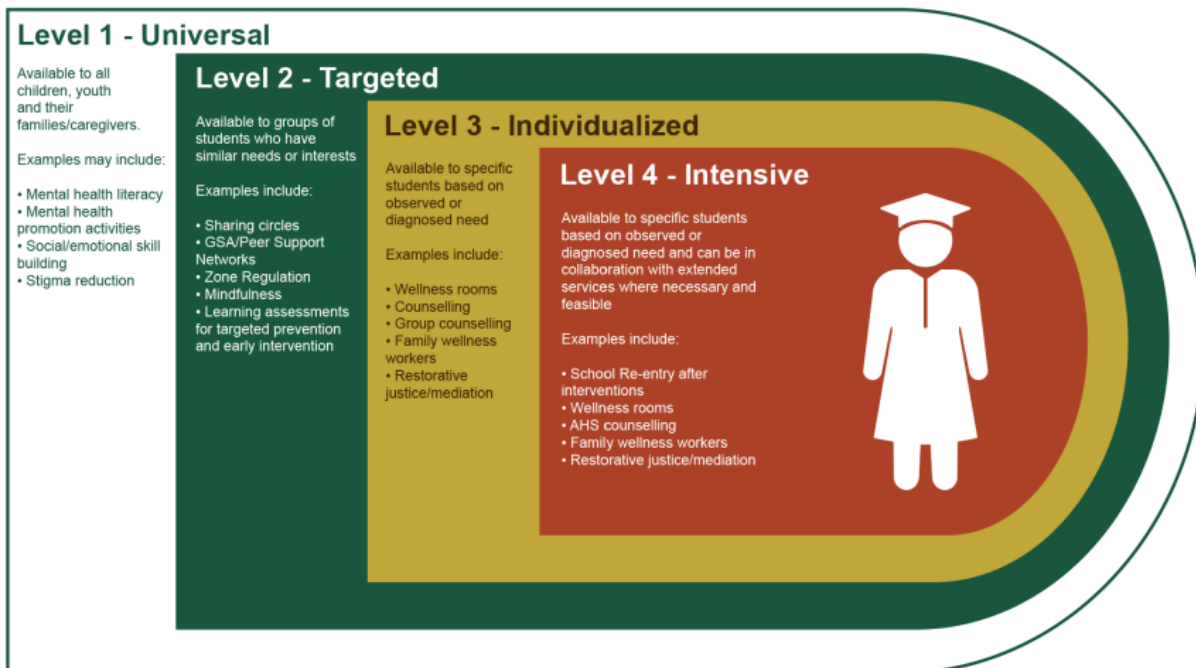 Level 1 - Universal
Available to all
children, youth
and their
families/caregivers.
Examples may include:
• Mental health literacy
• Mental health
promotion activities
• Social/emotional skill
building
• Stigma reduction
Level 2 - Targeted
Available to groups of
students who have
similar needs or interests
Examples include:
• Sharing circles
• GSA/Peer Support
Networks
• Zone Regulation
• Mindfulness
• Learning assessments
for targeted prevention
and early intervention
Level 3 - Individualized
Available to specific
students based on
observed or
diagnosed need
Examples include:
• Wellness rooms
• Counselling
• Group counselling
• Family wellness
workers
• Restorative
justice/mediation
Level 4 - Intensive
Available to specific students
based on observed or
diagnosed need and can be in
collaboration with extended
services where necessary and
feasible
Examples include:
• School Re-entry after
interventions
• Wellness rooms
• AHS counselling
• Family wellness workers
• Restorative justice/mediation